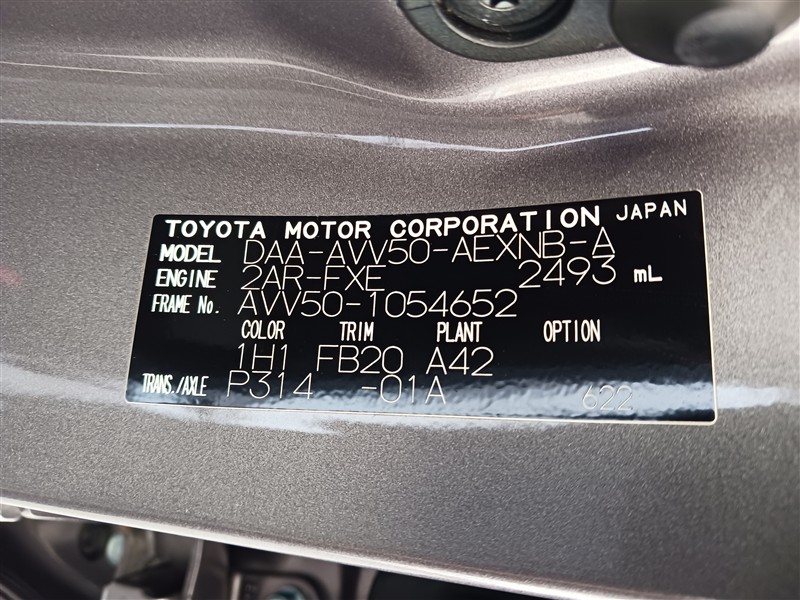 TOYOTA MOTOR CORPORATION JAPAN
MODEL DAA-AVV50-AEXNB-A
ENGINE 2AR-FXE 2493 mL
FRAME No. AVV50-1054652
COLOR TRIM PLANT OPTION
1H1 FB20 A42
TRANS./AXLE P314 -01A 622